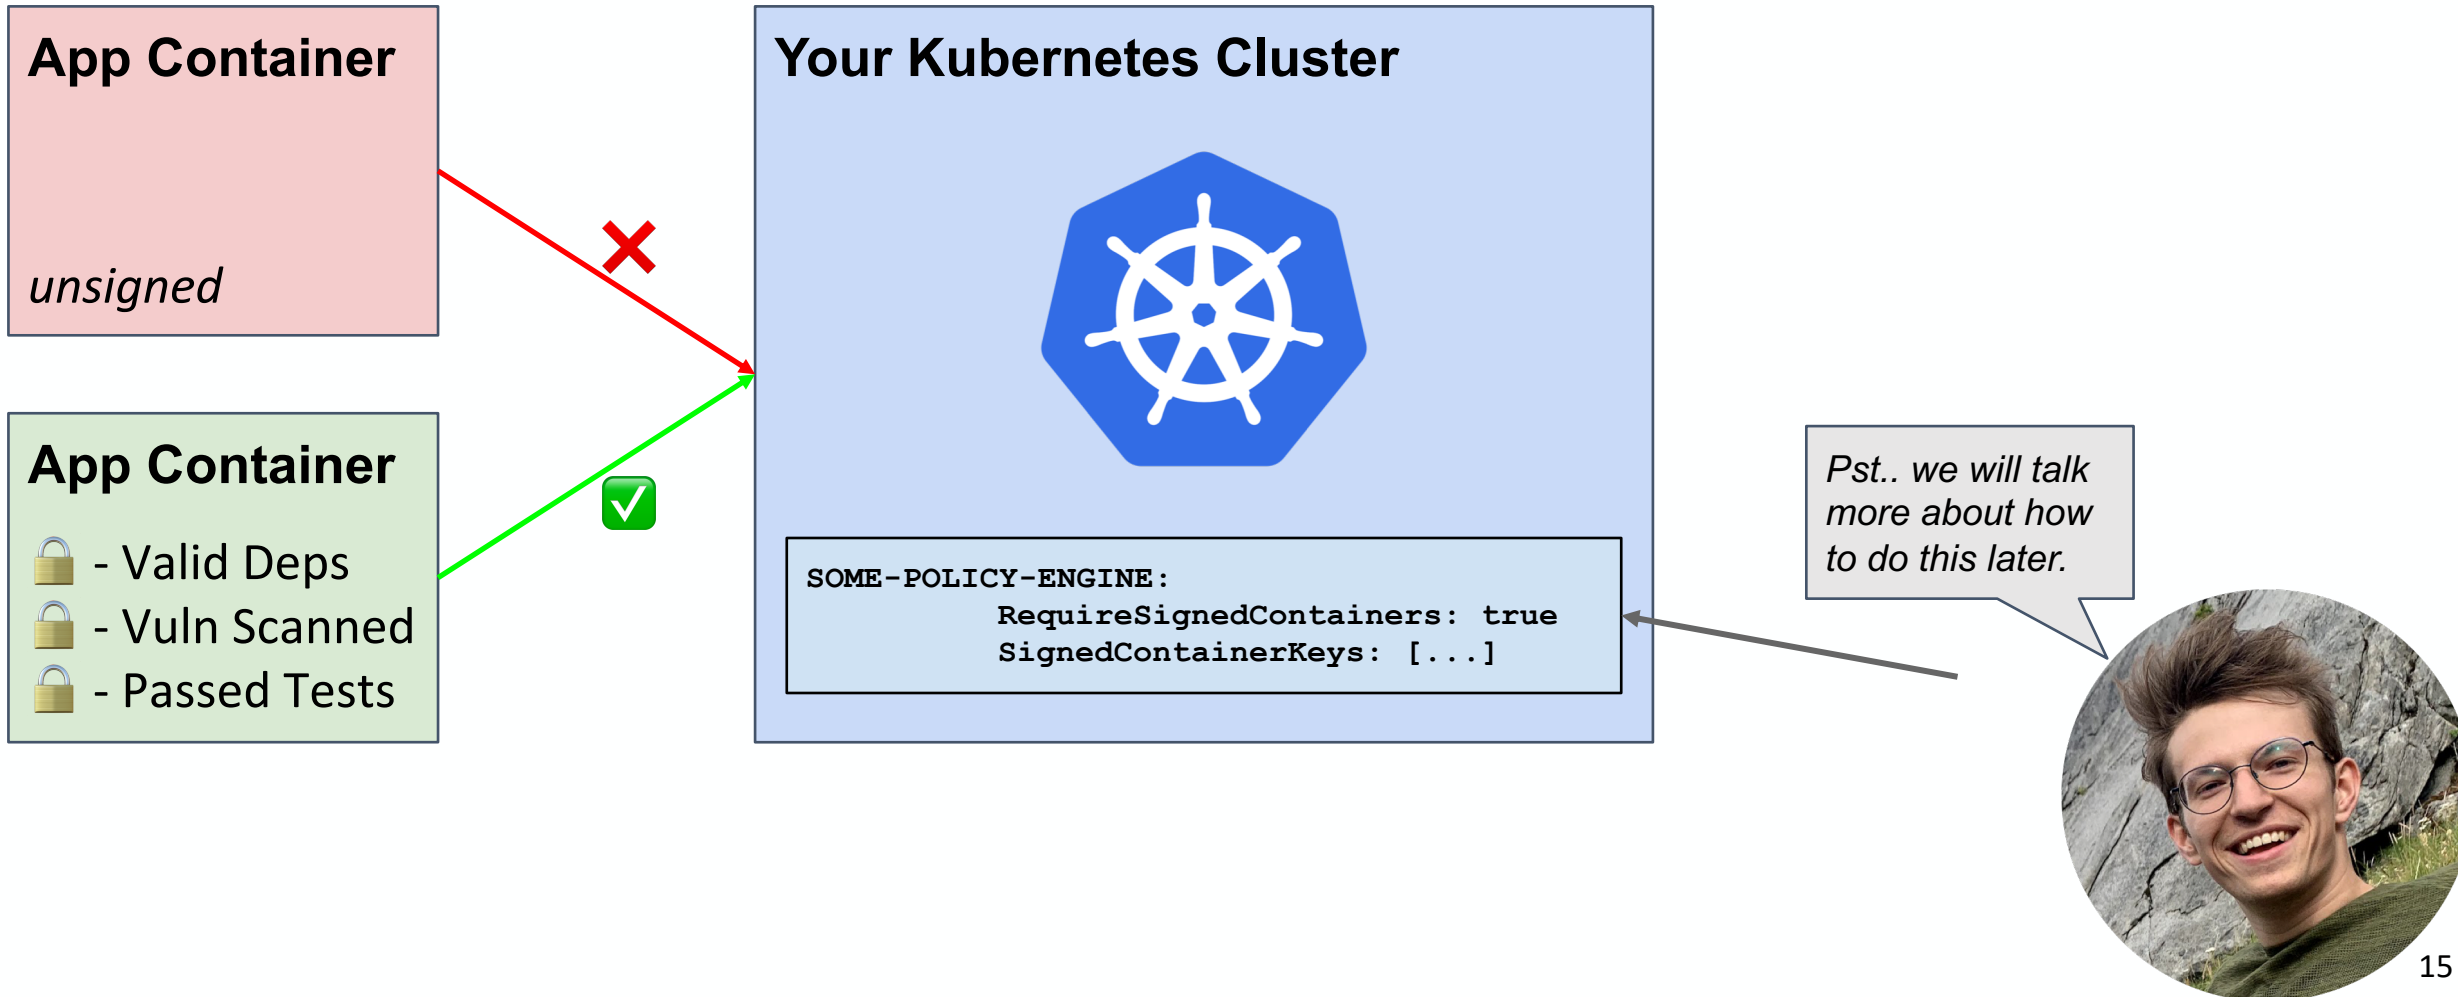 App Container
unsigned
App Container
- Valid Deps
- Vuln Scanned
- Passed Tests
Your Kubernetes Cluster
SOME-POLICY-ENGINE:
RequireSignedContainers: true
SignedContainerKeys: [...]
Pst.. we will talk
more about how
to do this later.
15